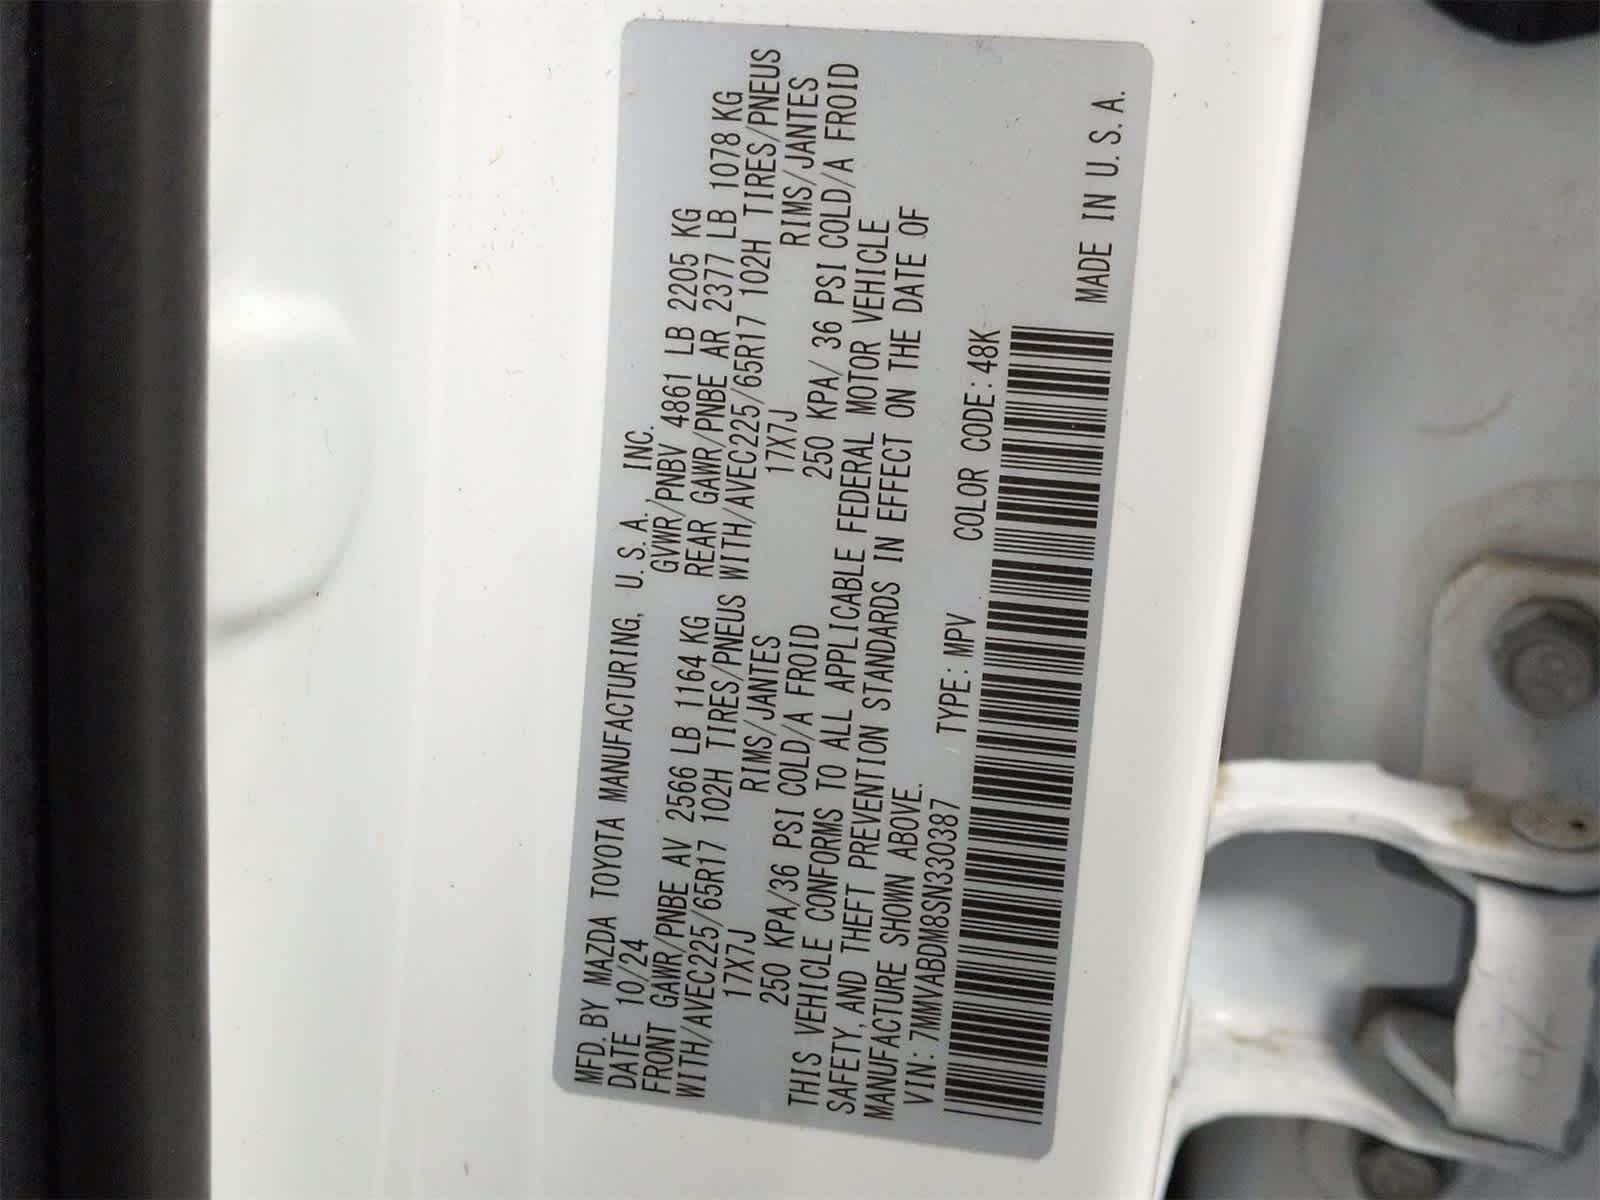 MFD. BY MAZDA TOYOTA MANUFACTURING, U. S. A., INC.
DATE 10/24 GVWR/PNBV 4861 LB 2205 KG
FRONT GAWR/PNBE AV 2566 LB 1164 KG REAR GAWR/PNBE AR 2377 LB 1078 KG
WITH/AVEC225/65R17 102H TIRES/PNEUS WITH/AVEC225/65R17 102H TIRES/PNEUS
17X7J RIMS/JANTES 17X7J RIMS/JANTES
250 KPA/36 PSI COLD/A FROID 250 KPA/ 36 PSI COLD/A FROID
THIS VEHICLE CONFORMS TO ALL APPLICABLE FEDERAL MOTOR VEHICLE
SAFETY, AND THEFT PREVENTION STANDARDS IN EFFECT ON THE DATE OF
MANUFACTURE SHOWN ABOVE.
VIN: 7MMVABDM8SN330387 TYPE: MPV COLOR CODE: 48K
MADE IN U. S. A.